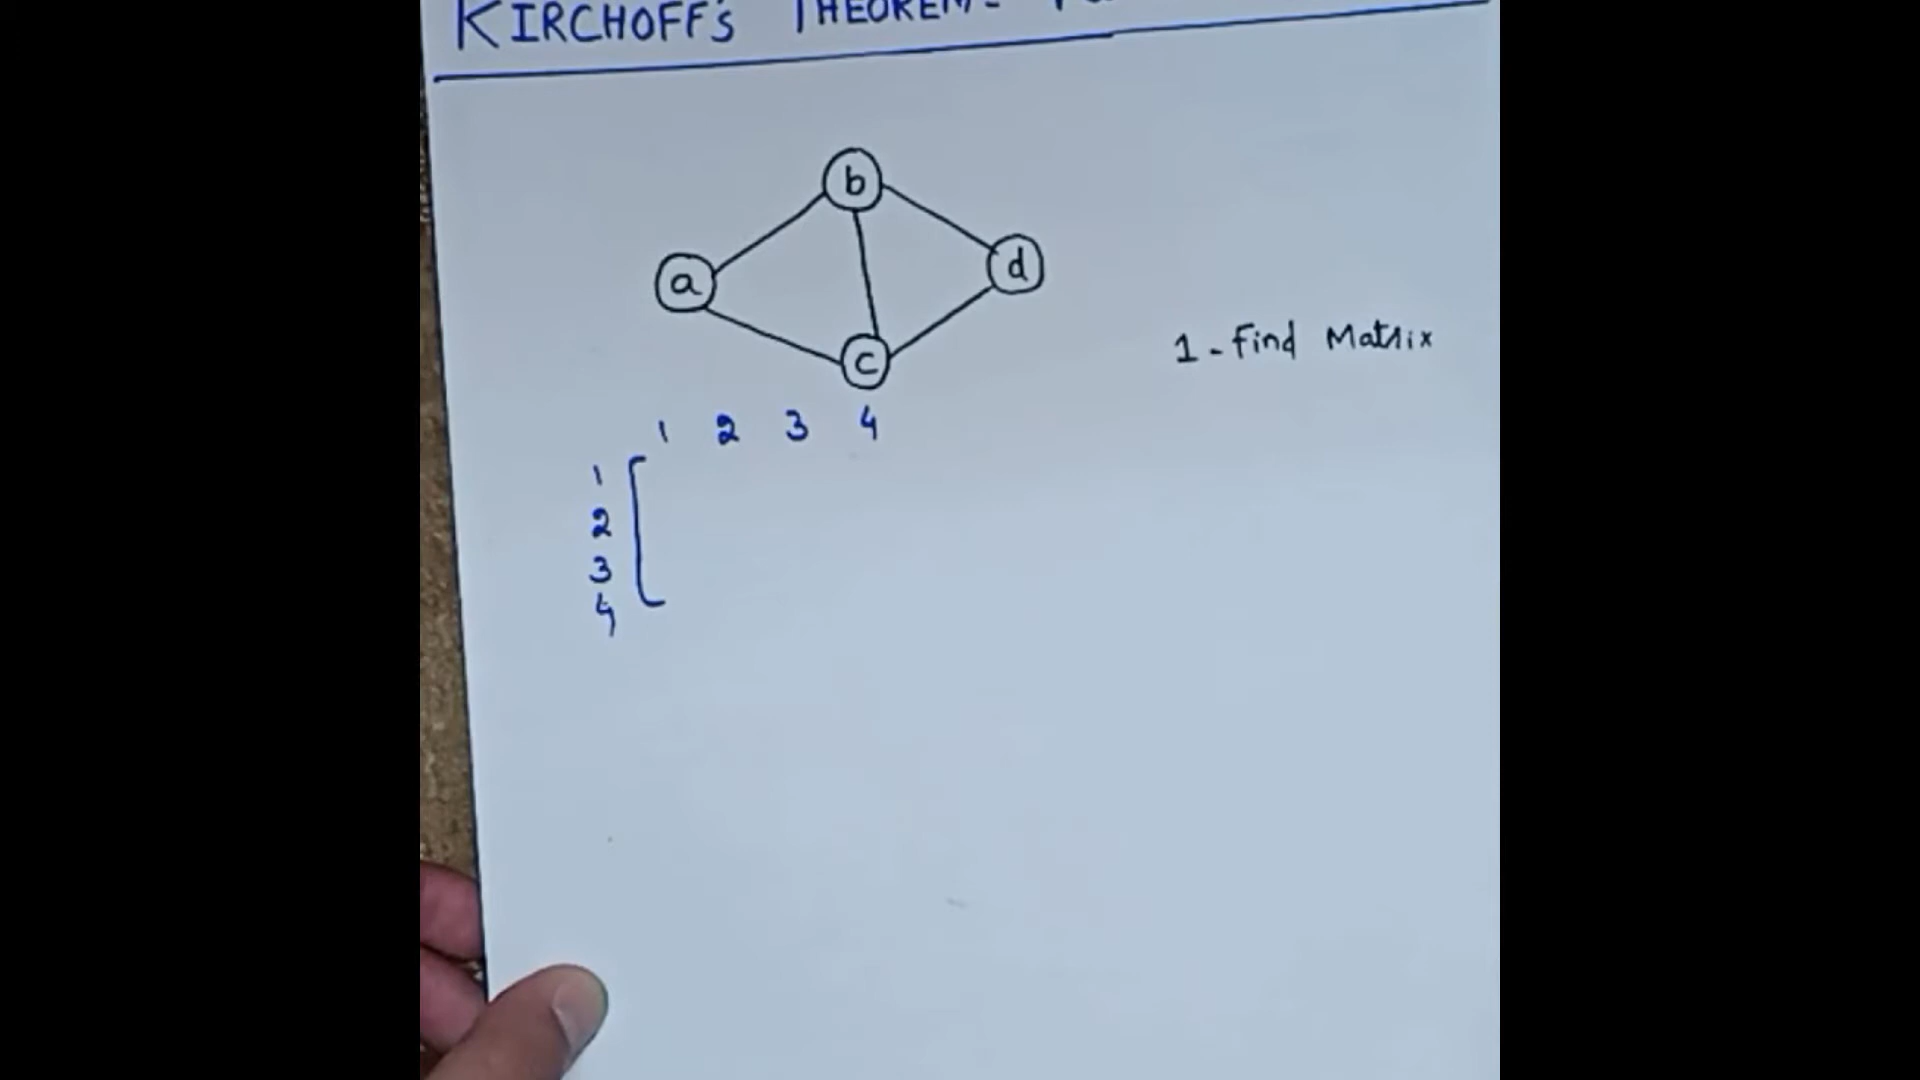 KIRCHOFF's THEOREM:-
b
a
d
c
1 - Find Matrix
1 2 3 4
1
2
3
4